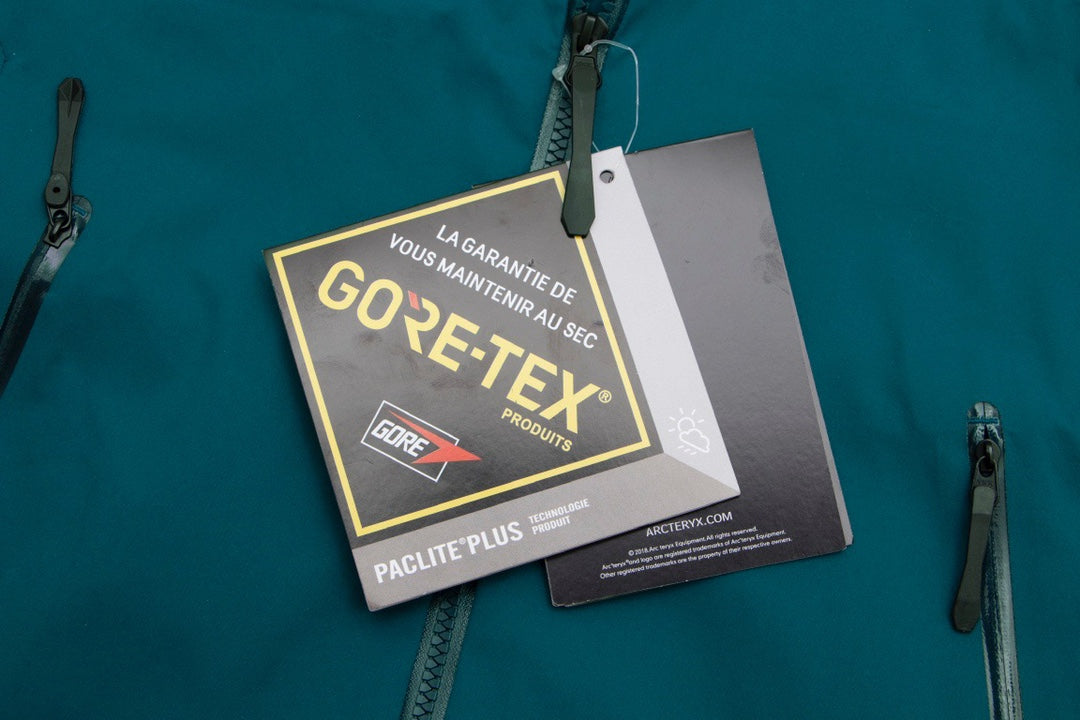 LA GARANTIE DE
VOUS MAINTENIR AU SEC
GORE-TEX®
PRODUITS
GORE
PACLITE® PLUS
TECHNOLOGIE
PRODUIT
ARCTERYX.COM
© 2018.Arc teryx Equipment.All rights reserved.
Arc'teryx®and logo are registered trademarks of Arc'teryx Equipment.
Other registered trademarks are the property of their respective owners.